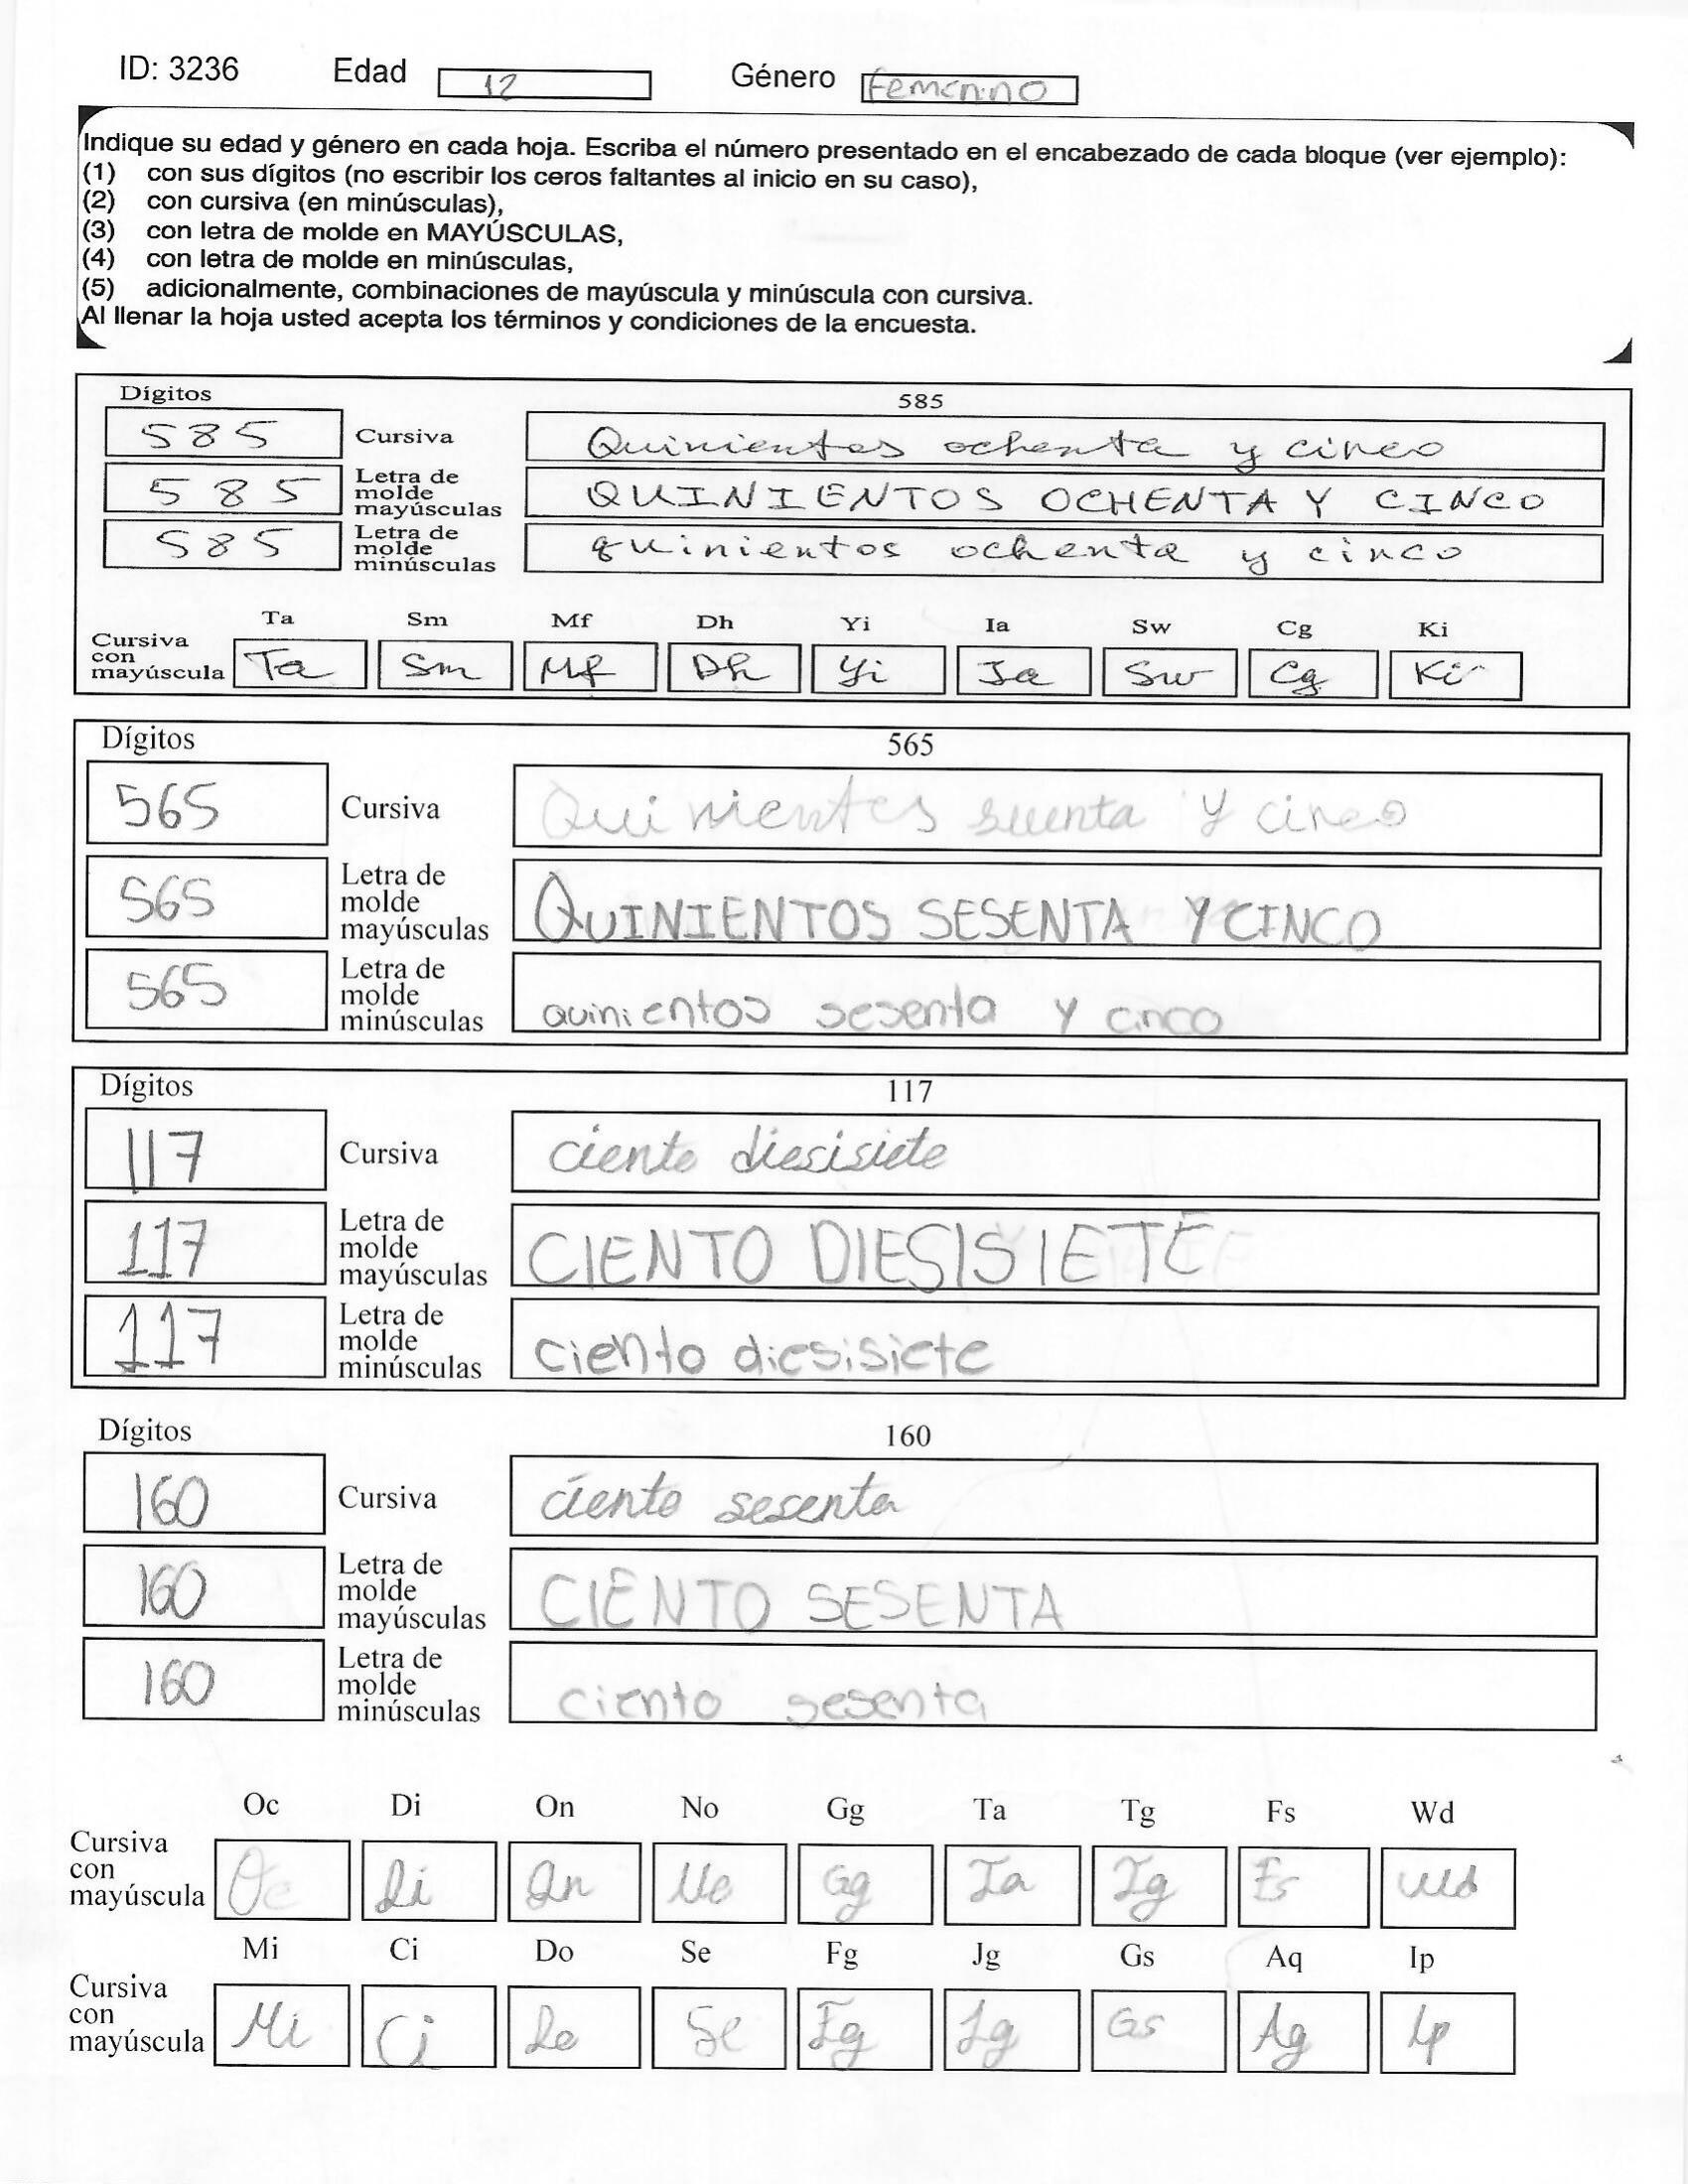 ID: 3236 Edad 12 Género Femenino
Indique su edad y género en cada hoja. Escriba el número presentado en el encabezado de cada bloque (ver ejemplo):
(1) con sus dígitos (no escribir los ceros faltantes al inicio en su caso),
(2) con cursiva (en minúsculas),
(3) con letra de molde en MAYÚSCULAS,
(4) con letra de molde en minúsculas,
(5) adicionalmente, combinaciones de mayúscula y minúscula con cursiva.
Al llenar la hoja usted acepta los términos y condiciones de la encuesta.
Dígitos 585
585 Cursiva Quinientos ochenta y cinco
585 Letra de molde mayúsculas QUINIENTOS OCHENTA Y CINCO
585 Letra de molde minúsculas quinientos ochenta y cinco
Ta Sm Mf Dh Yi Ia Sw Cg Ki
Cursiva con mayúscula Ta Sm Mf Dh Yi Ia Sw Cg Ki
Dígitos 565
565 Cursiva Quinientos y cinco
565 Letra de molde mayúsculas QUINIENTOS SESENTA Y CINCO
565 Letra de molde minúsculas quinientos sesenta y cinco
Dígitos 117
117 Cursiva ciento diesisiete
117 Letra de molde mayúsculas CIENTO DIESISIETE
117 Letra de molde minúsculas ciento diesisiete
Dígitos 160
160 Cursiva ciento sesenta
160 Letra de molde mayúsculas CIENTO SESENTA
160 Letra de molde minúsculas ciento sesenta
Oc Di On No Gg Ta Tg Fs Wd
Cursiva con mayúscula Oc Di On No Gg Ta Tg Fs Wd
Mi Ci Do Se Fg Jg Gs Aq Ip
Cursiva con mayúscula Mi Ci Do Se Fg Jg Gs Ag Ip